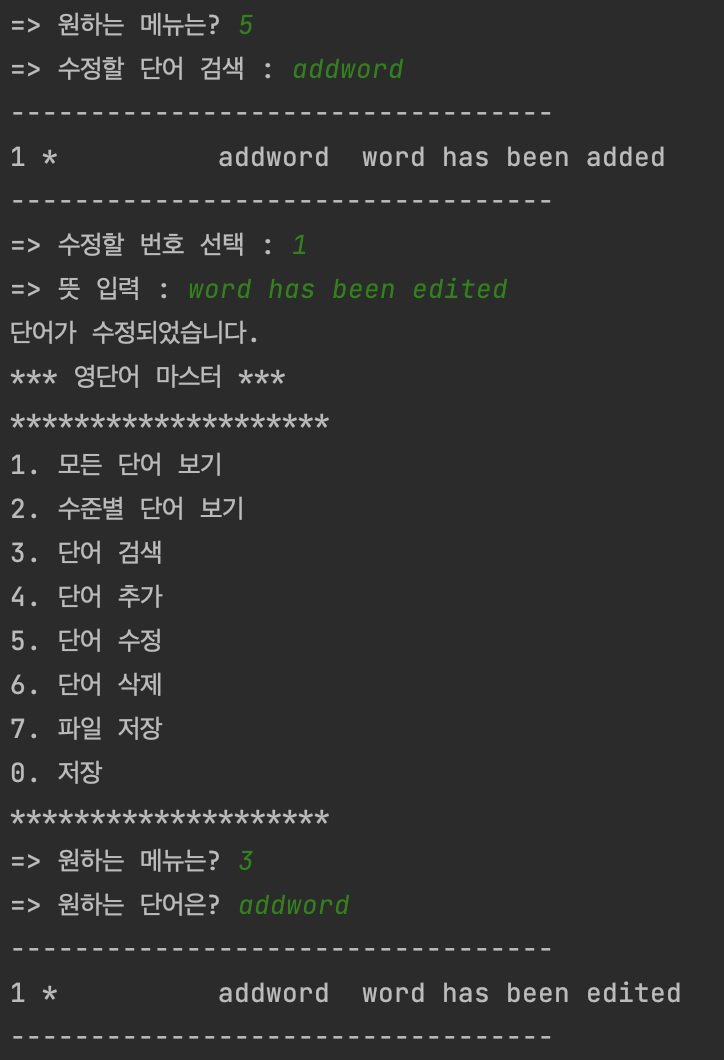 => 원하는 메뉴는? 5
=> 수정할 단어 검색 : addword
----------------------------------
1 *          addword  word has been added
----------------------------------
=> 수정할 번호 선택 : 1
=> 뜻 입력 : word has been edited
단어가 수정되었습니다.
*** 영단어 마스터 ***
********************
1. 모든 단어 보기
2. 수준별 단어 보기
3. 단어 검색
4. 단어 추가
5. 단어 수정
6. 단어 삭제
7. 파일 저장
0. 저장
********************
=> 원하는 메뉴는? 3
=> 원하는 단어은? addword
----------------------------------
1 *          addword  word has been edited
----------------------------------